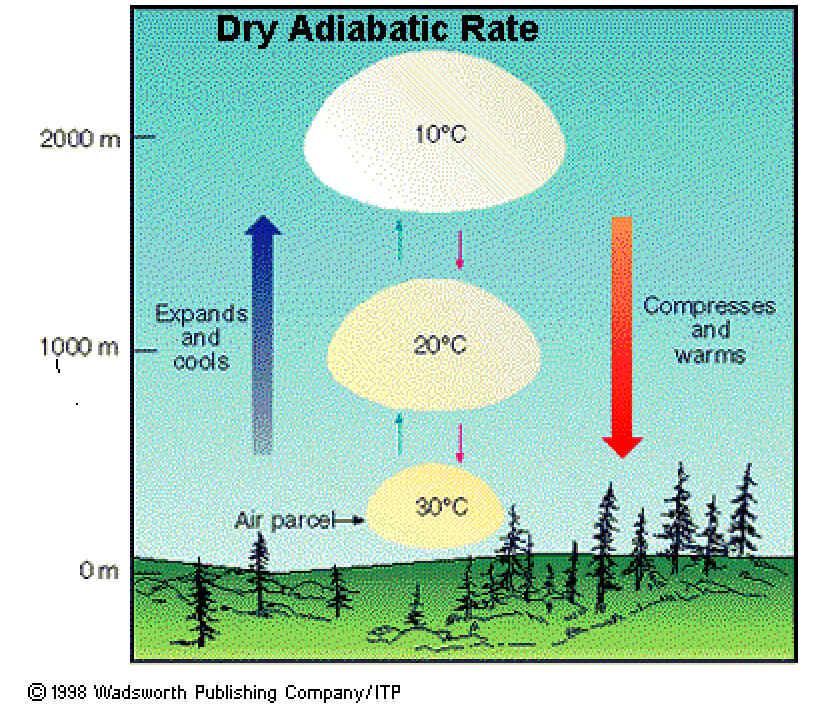 Dry Adiabatic Rate
2000 m
10°C
Expands
and
cools
Compresses
and
warms
1000 m
20°C
Air parcel
30°C
0 m
© 1998 Wadsworth Publishing Company/ITP